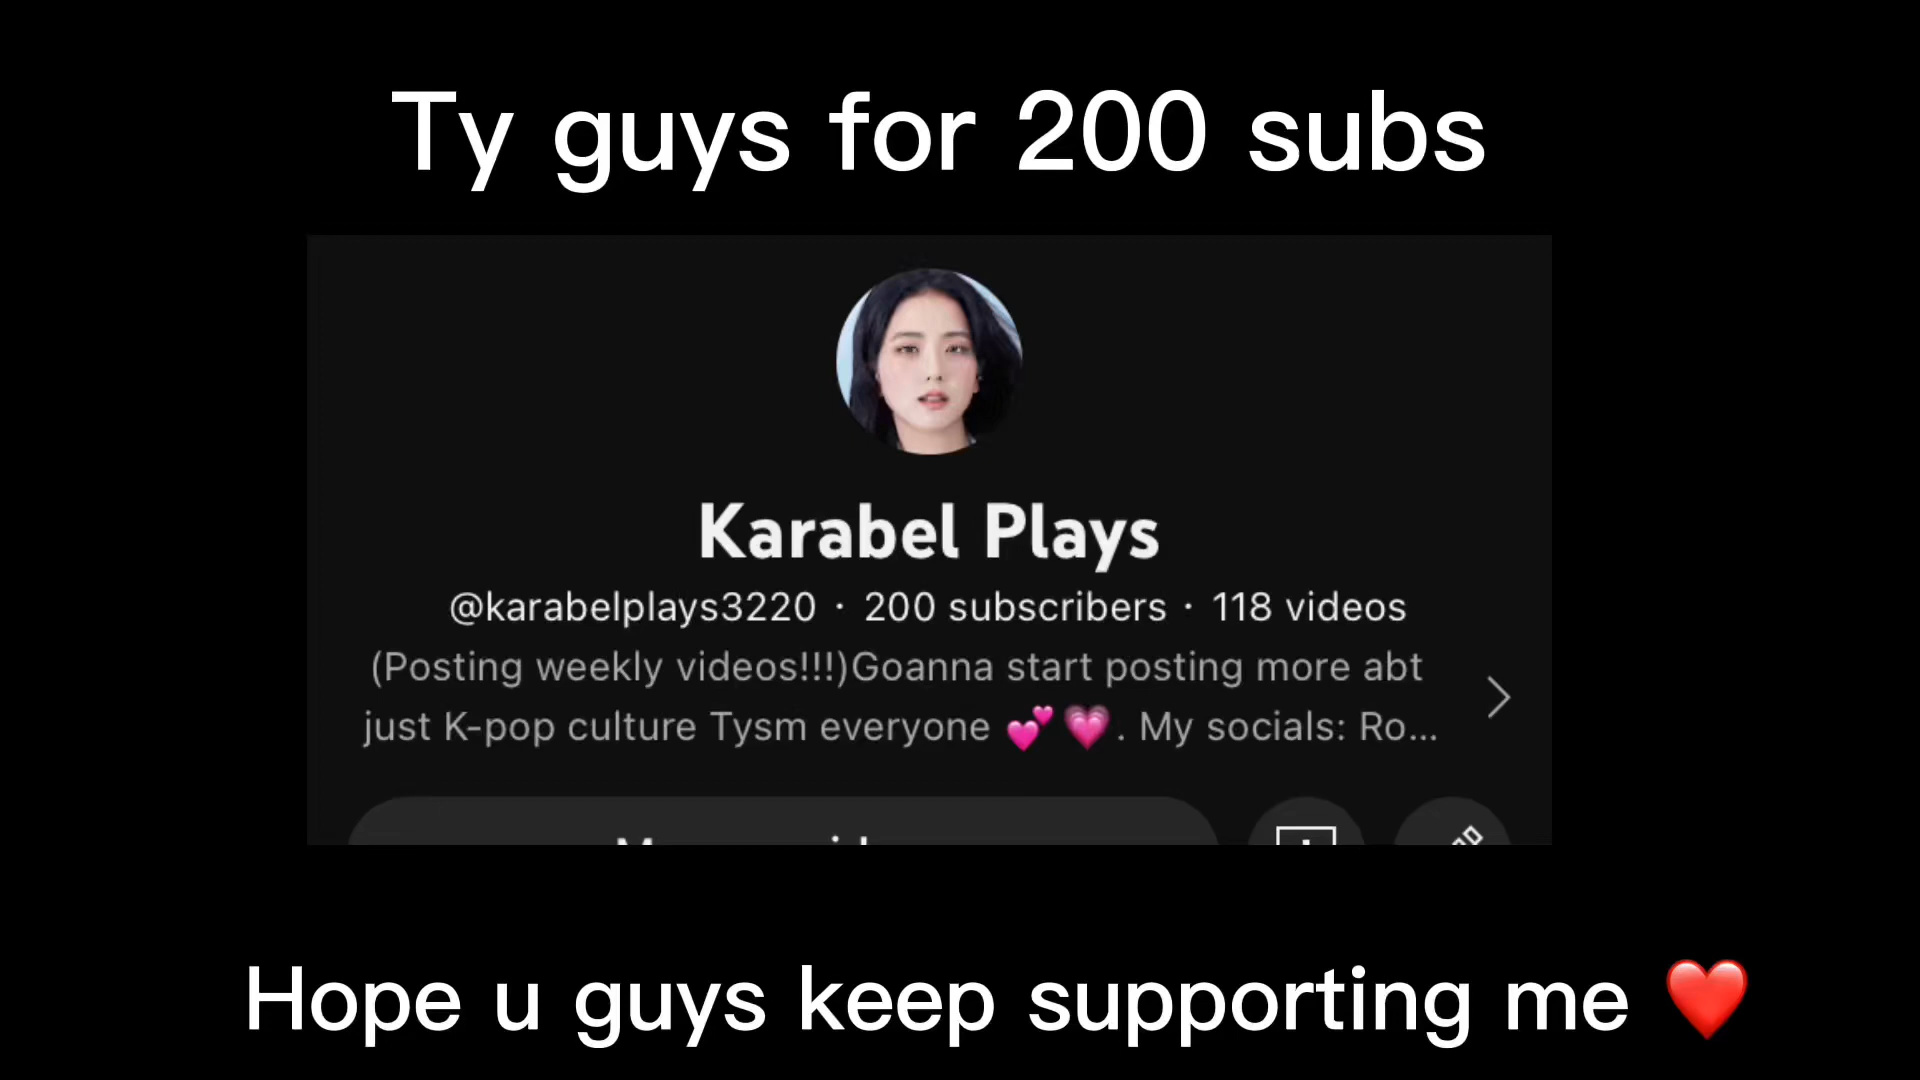 Ty guys for 200 subs
Karabel Plays
@karabelplays3220 · 200 subscribers · 118 videos
(Posting weekly videos!!!)Goanna start posting more abt
just K-pop culture Tysm everyone 💕💗. My socials: Ro...
Hope u guys keep supporting me ❤️